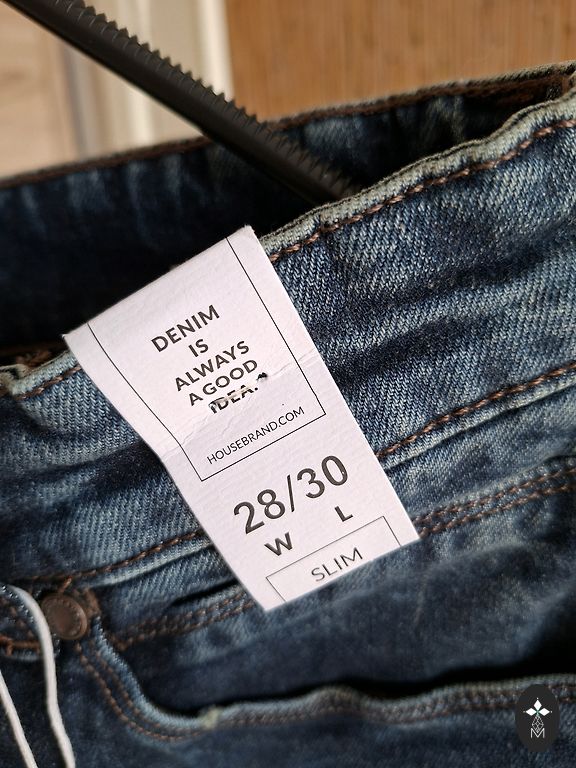 DENIM
IS
ALWAYS
A GOOD
IDEA.
HOUSEBRAND.COM
28/30
W L
SLIM
M